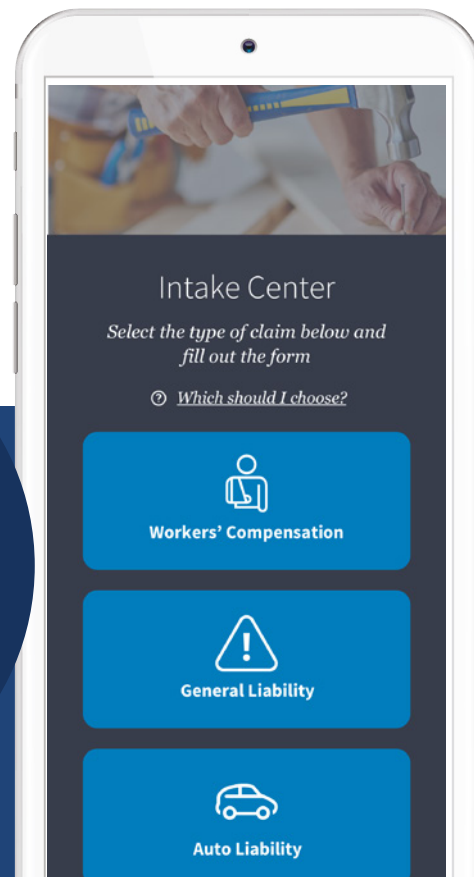 Intake Center
Select the type of claim below and
fill out the form
Which should I choose?
Workers’ Compensation
General Liability
Auto Liability